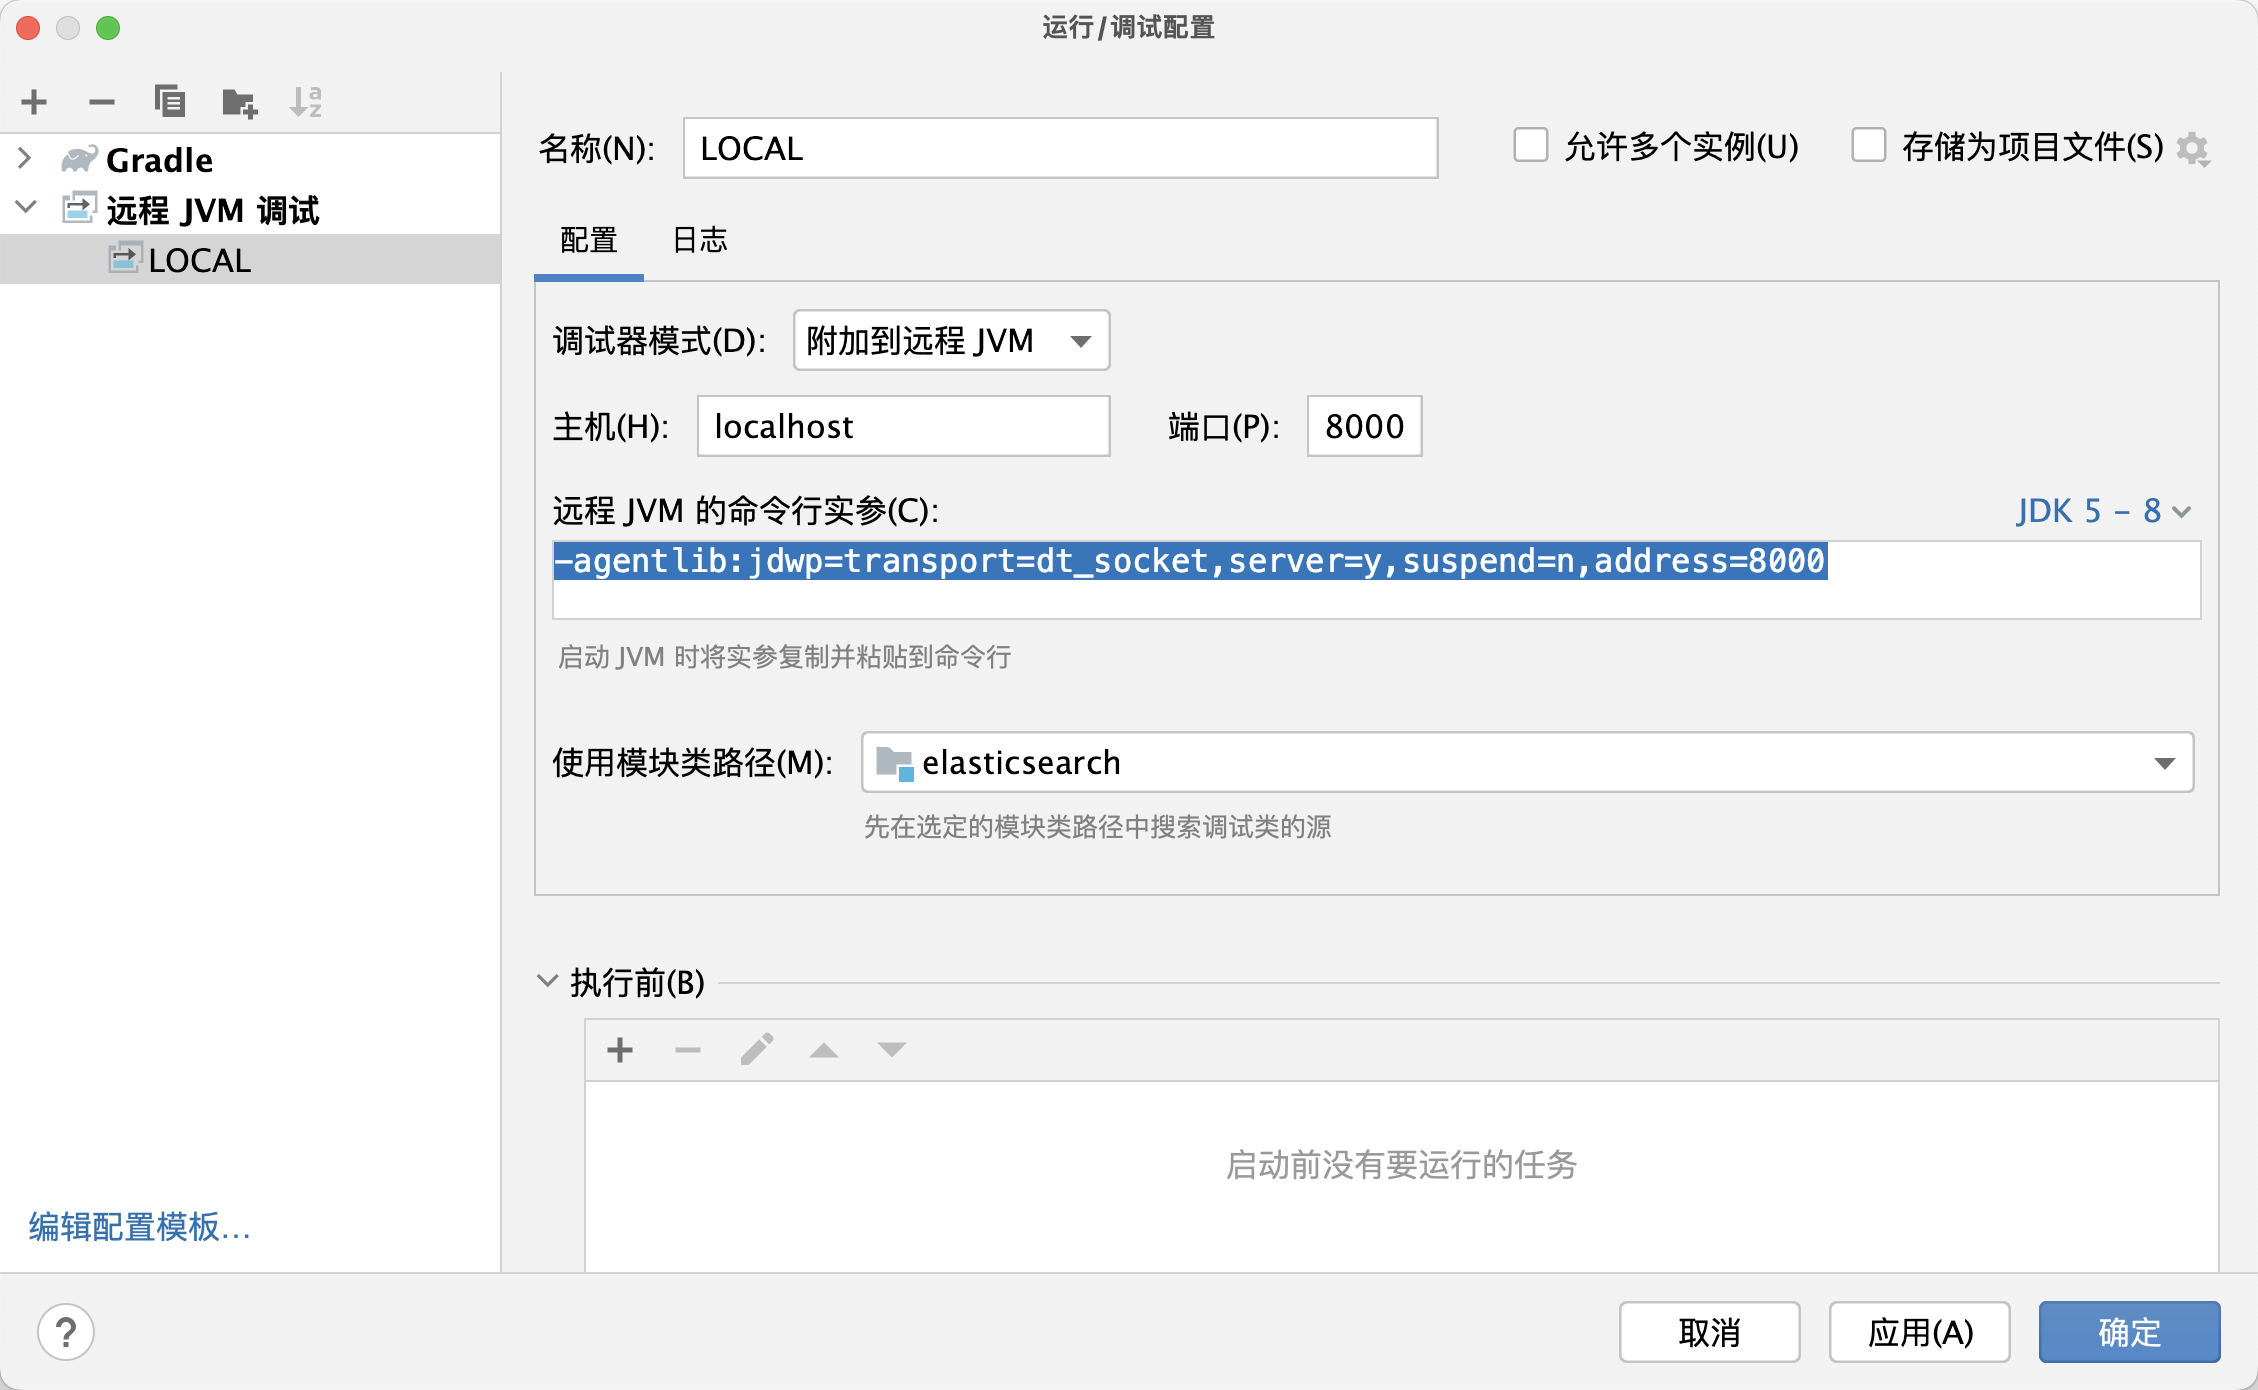 运行/调试配置
Gradle
远程 JVM 调试
LOCAL
编辑配置模板...
名称(N): LOCAL
允许多个实例(U) 存储为项目文件(S)
配置 日志
调试器模式(D): 附加到远程 JVM
主机(H): localhost 端口(P): 8000
远程 JVM 的命令行实参(C): JDK 5 – 8
-agentlib:jdwp=transport=dt_socket,server=y,suspend=n,address=8000
启动 JVM 时将实参复制并粘贴到命令行
使用模块类路径(M): elasticsearch
先在选定的模块类路径中搜索调试类的源
执行前(B)
启动前没有要运行的任务
? 取消 应用(A) 确定